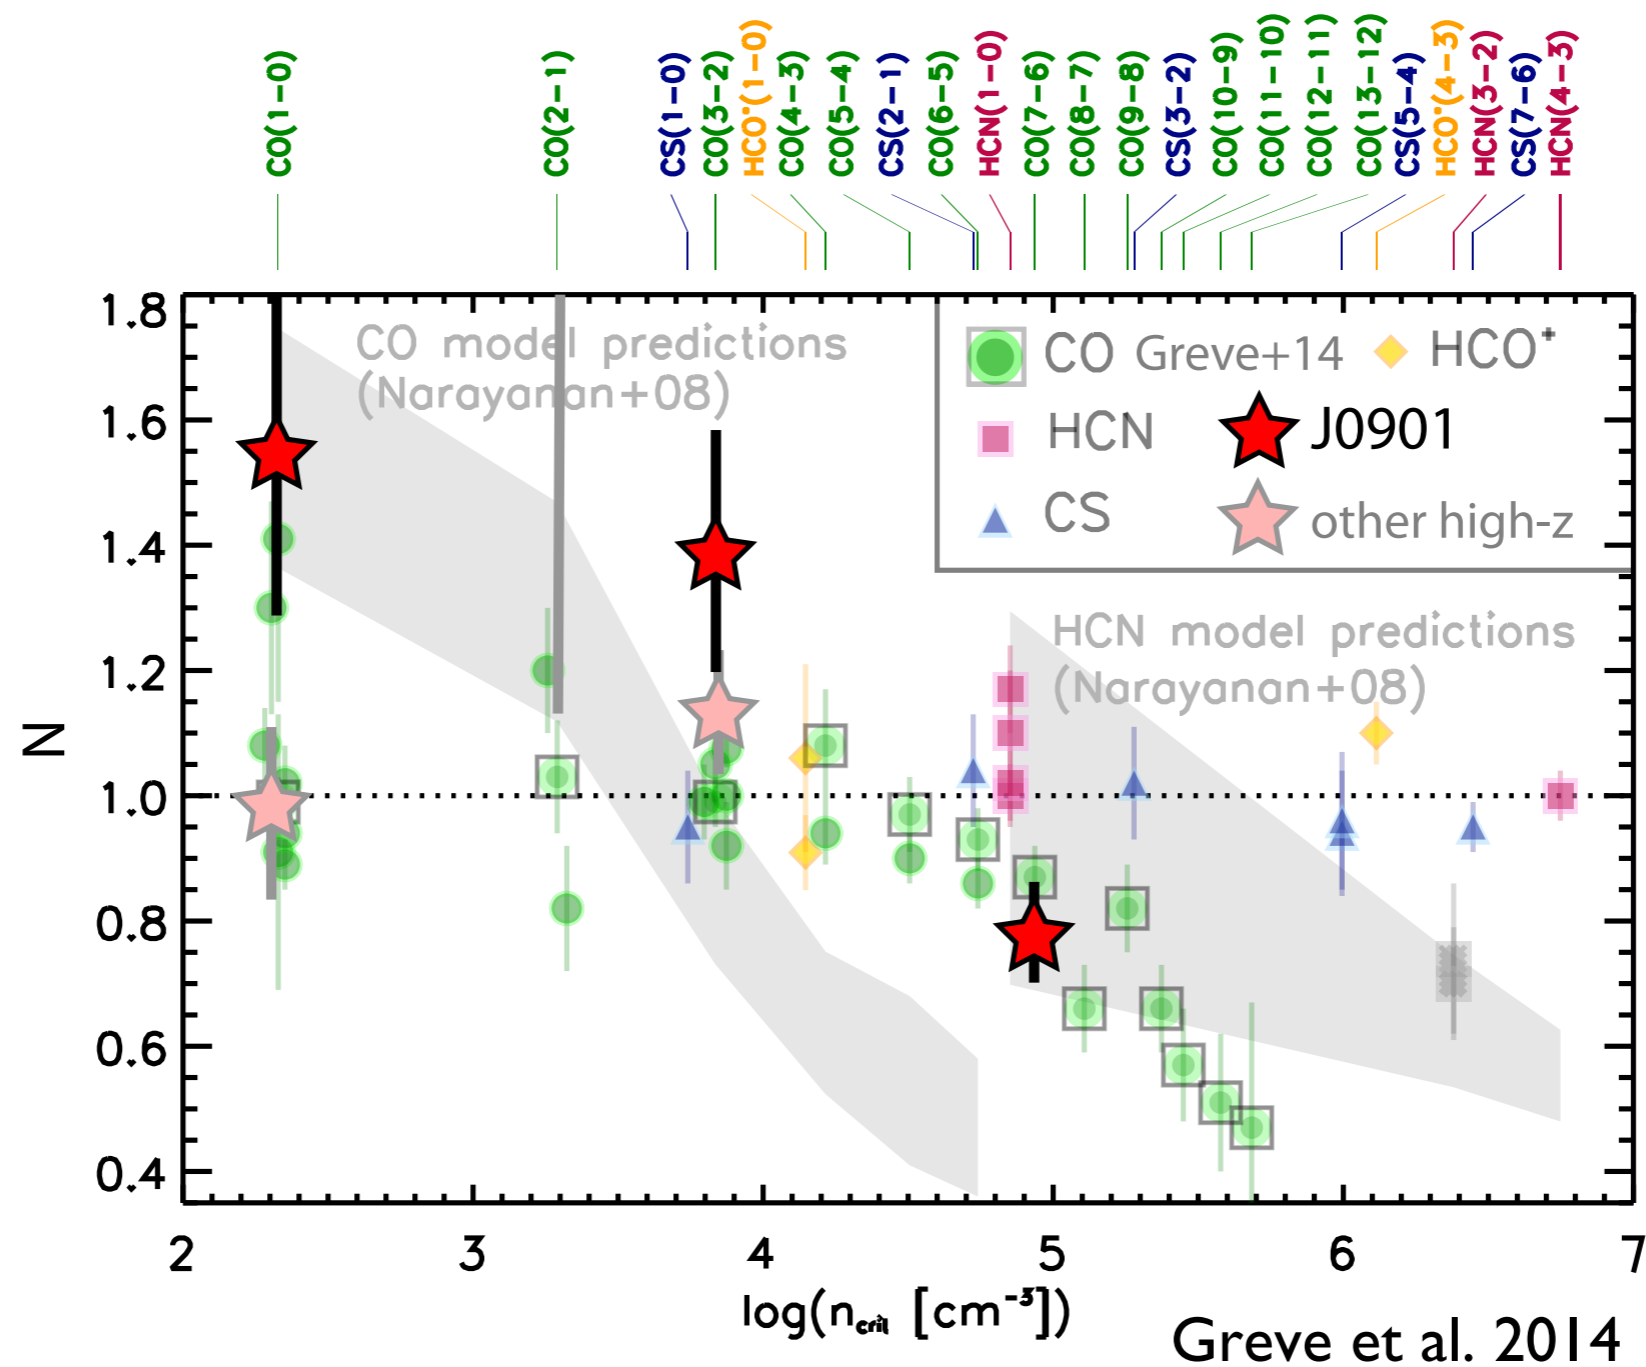 CO(1−0)
CO(2−1)
CS(1−0)
CO(3−2)
HCO⁺(1−0)
CO(4−3)
CO(5−4)
CS(2−1)
CO(6−5)
HCN(1−0)
CO(7−6)
CO(8−7)
CO(9−8)
CS(3−2)
CO(10−9)
CO(11−10)
CO(12−11)
CO(13−12)
CS(5−4)
HCO⁺(4−3)
HCN(3−2)
CS(7−6)
HCN(4−3)
1.8
1.6
1.4
1.2
1.0
0.8
0.6
0.4
N
CO model predictions
(Narayanan+08)
CO Greve+14 HCO⁺
HCN J0901
CS other high-z
HCN model predictions
(Narayanan+08)
2 3 4 5 6 7
log(n_crit [cm⁻³])
Greve et al. 2014